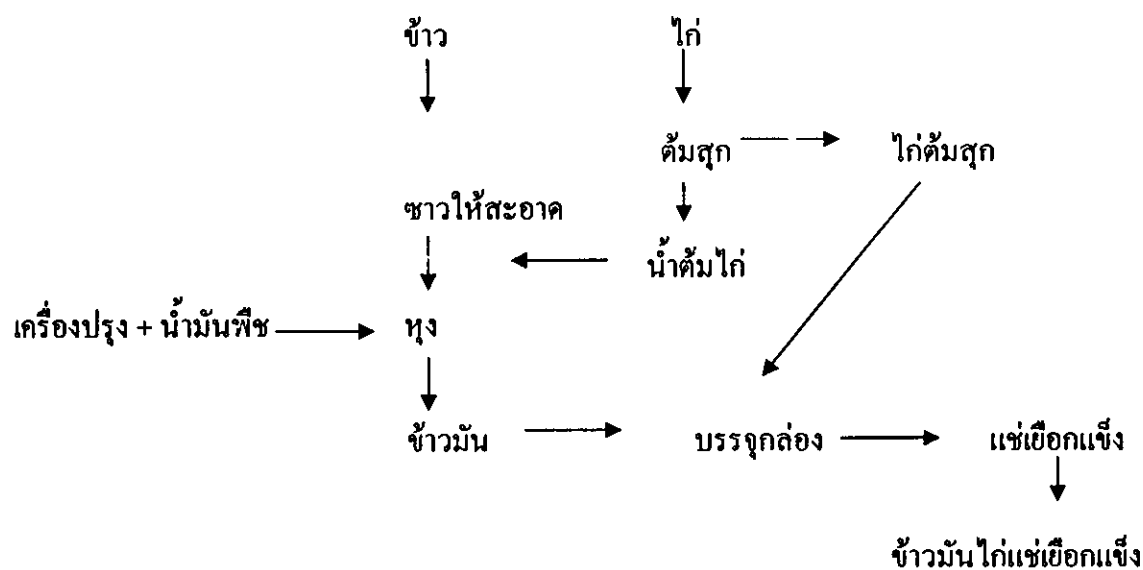 ข้าว ไก่
ต้มสุก ไก่ต้มสุก
ซาวให้สะอาด
น้ำต้มไก่
เครื่องปรุง + น้ำมันพืช หุง
ข้าวมัน บรรจุกล่อง แช่เยือกแข็ง
ข้าวมันไก่แช่เยือกแข็ง